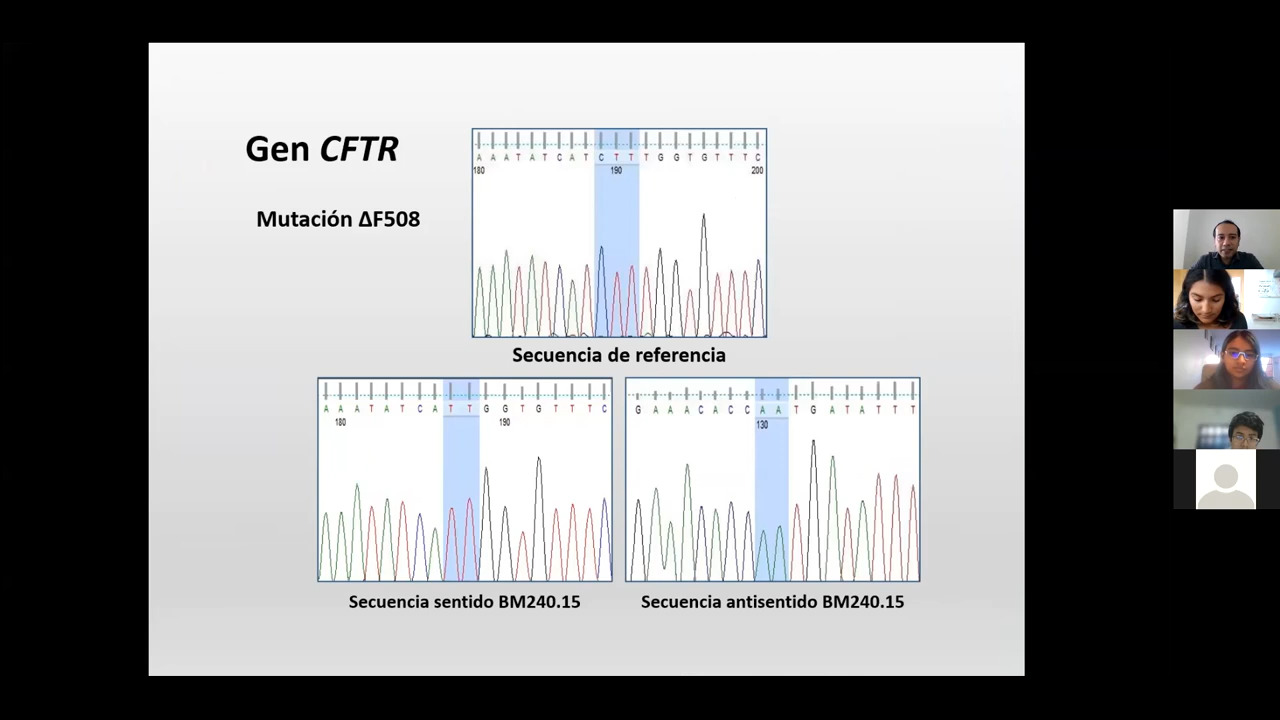 Gen CFTR
Mutación ΔF508
A A A T A T C A T C T T T G G T G T T T C
180 190 200
Secuencia de referencia
A A A T A T C A T T G G T G T T T C
180 190
Secuencia sentido BM240.15
G A A A C A C C A A T G A T A T T T
130
Secuencia antisentido BM240.15